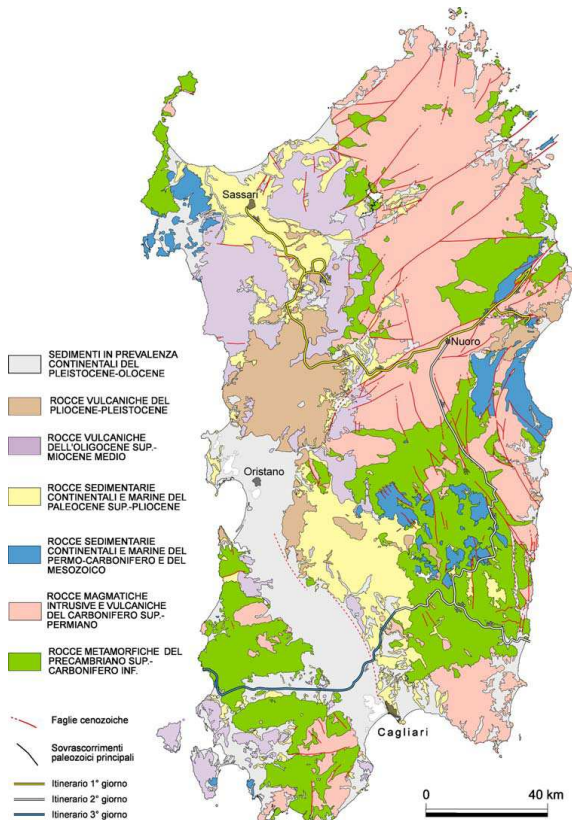 Sassari
Nuoro
Oristano
Cagliari
SEDIMENTI IN PREVALENZA
CONTINENTALI DEL
PLEISTOCENE-OLOCENE
ROCCE VULCANICHE DEL
PLIOCENE-PLEISTOCENE
ROCCE VULCANICHE
DELL'OLIGOCENE SUP.-
MIOCENE MEDIO
ROCCE SEDIMENTARIE
CONTINENTALI E MARINE DEL
PALEOCENE SUP.-PLIOCENE
ROCCE SEDIMENTARIE
CONTINENTALI E MARINE DEL
PERMO-CARBONIFERO E DEL
MESOZOICO
ROCCE MAGMATICHE
INTRUSIVE E VULCANICHE
DEL CARBONIFERO SUP.-
PERMIANO
ROCCE METAMORFICHE DEL
PRECAMBRIANO SUP.-
CARBONIFERO INF.
Faglie cenozoiche
Sovrascorrimenti
paleozoici principali
Itinerario 1° giorno
Itinerario 2° giorno
Itinerario 3° giorno
0 40 km